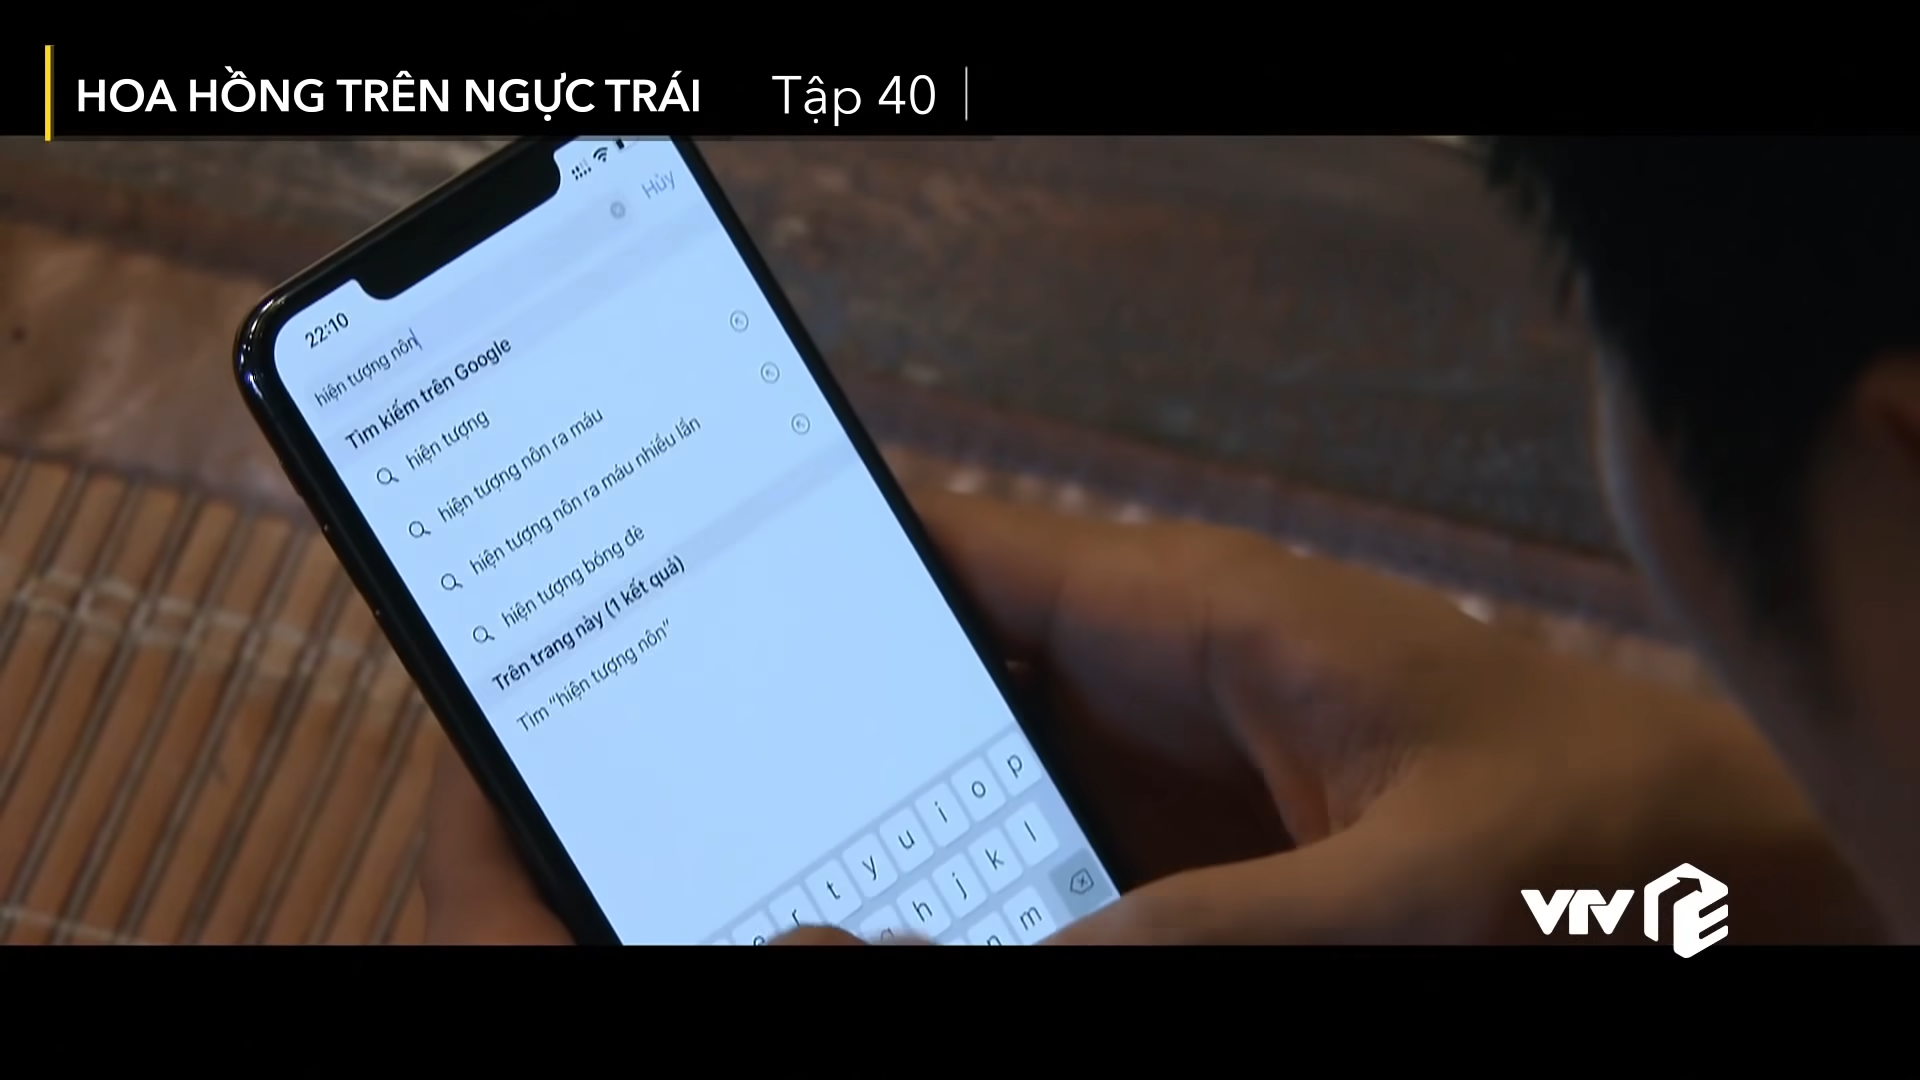 HOA HỒNG TRÊN NGỰC TRÁI Tập 40
22:10
hiện tượng nôn
Hủy
Tìm kiếm trên Google
hiện tượng
hiện tượng nôn ra máu
hiện tượng nôn ra máu nhiều lần
hiện tượng bóng đè
Trên trang này (1 kết quả)
Tìm "hiện tượng nôn"
e r t y u i o p
g h j k l
n m
VTV